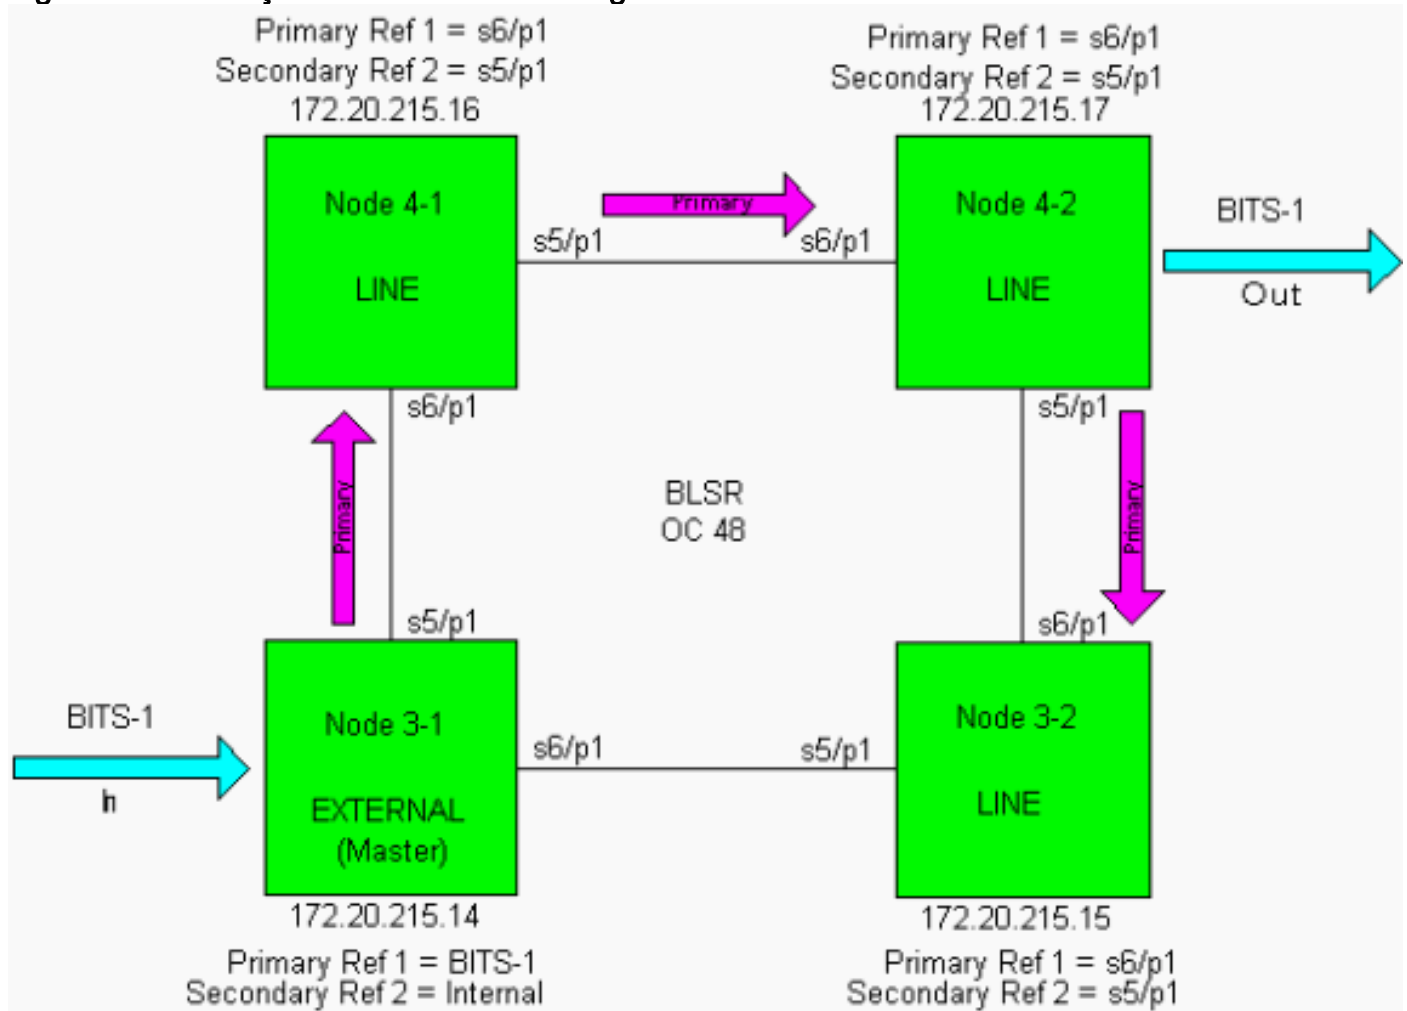 Primary Ref 1 = s6/p1
Secondary Ref 2 = s5/p1
172.20.215.16
Primary Ref 1 = s6/p1
Secondary Ref 2 = s5/p1
172.20.215.17
Node 4-1
LINE
Primary
s5/p1
s6/p1
Node 4-2
LINE
BITS-1
Out
s6/p1
s5/p1
Primary
BLSR
OC 48
Primary
s5/p1
s6/p1
BITS-1
In
Node 3-1
EXTERNAL
(Master)
s6/p1
s5/p1
Node 3-2
LINE
172.20.215.14
Primary Ref 1 = BITS-1
Secondary Ref 2 = Internal
172.20.215.15
Primary Ref 1 = s6/p1
Secondary Ref 2 = s5/p1